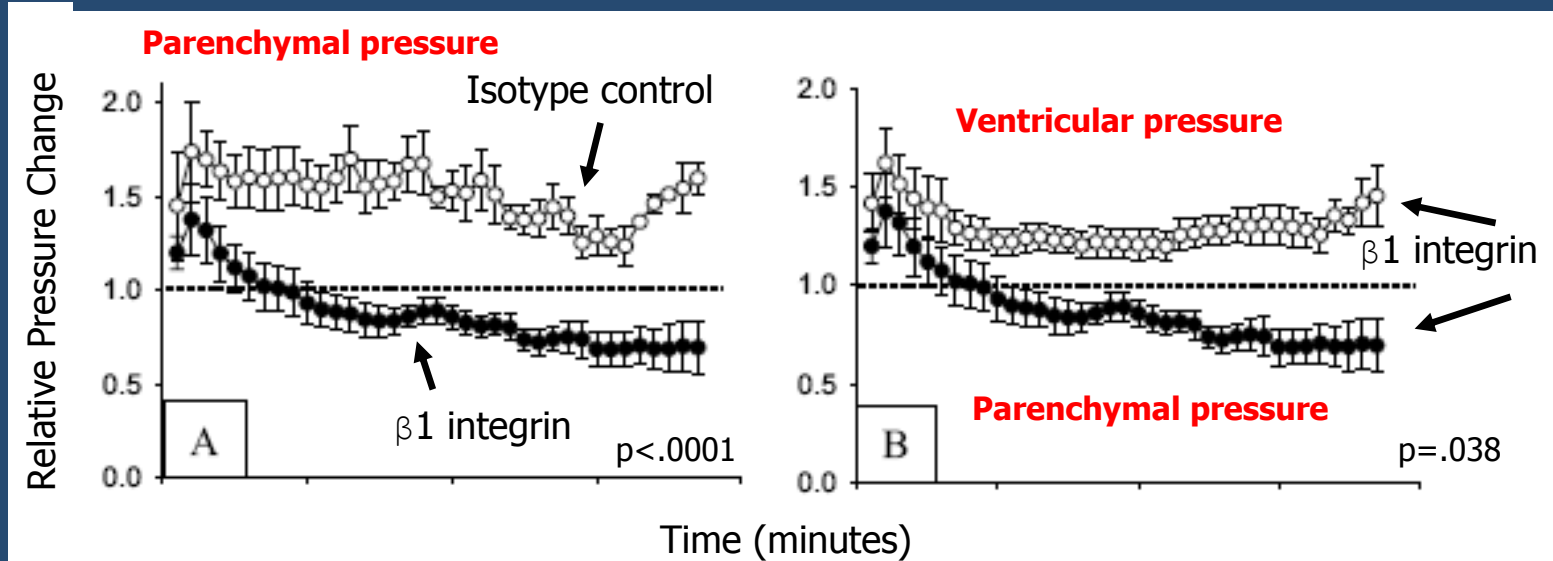 Parenchymal pressure
Relative Pressure Change
2.0
1.5
1.0
0.5
0.0
Isotype control
β1 integrin
A
p<.0001
2.0
1.5
1.0
0.5
0.0
Ventricular pressure
β1 integrin
Parenchymal pressure
B
p=.038
Time (minutes)